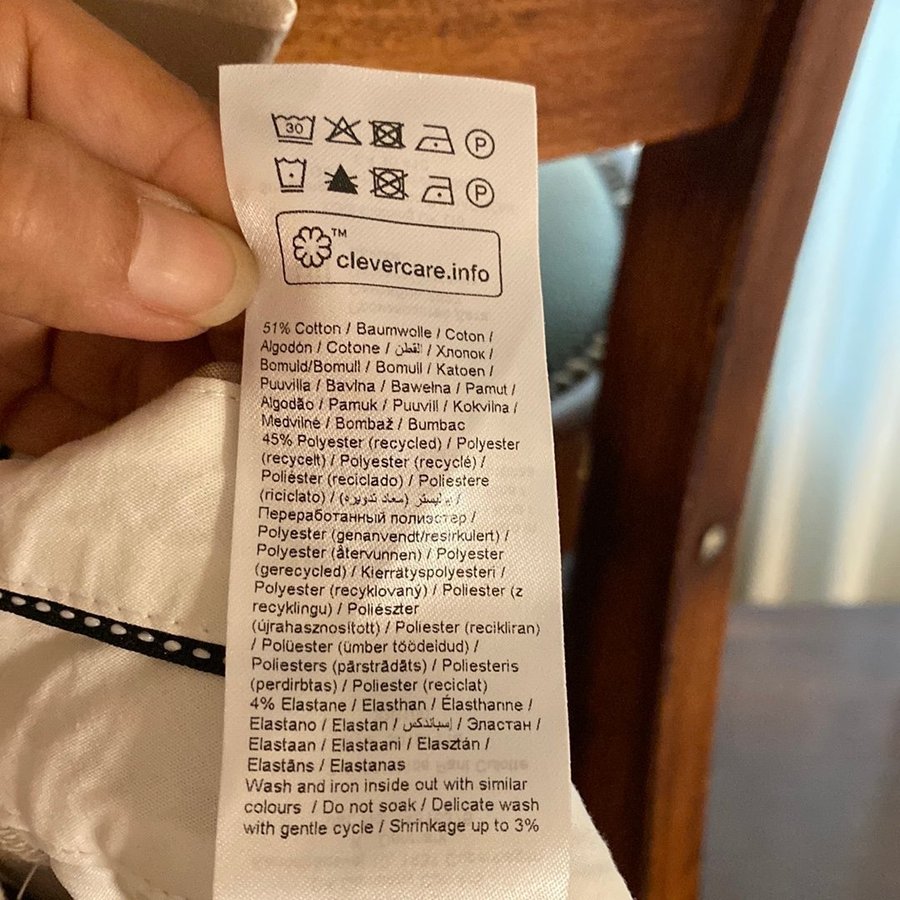 30 P
P
™
clevercare.info
51% Cotton / Baumwolle / Coton /
Algodón / Cotone / القطن / Хлопок /
Bomuld/Bomull / Bomull / Katoen /
Puuvilla / Bavlna / Bawełna / Pamut /
Algodão / Pamuk / Puuvill / Kokvilna /
Medvilnė / Bombaž / Bumbac
45% Polyester (recycled) / Polyester
(recycelt) / Polyester (recyclé) /
Poliéster (reciclado) / Poliestere
(riciclato) / بوليستر (معاد تدويره) /
Переработанный полиэстер /
Polyester (genanvendt/resirkulert) /
Polyester (återvunnen) / Polyester
(gerecycled) / Kierrätyspolyesteri /
Polyester (recyklovaný) / Poliester (z
recyklingu) / Poliészter
(újrahasznosított) / Poliester (recikliran)
/ Polüester (ümber töödeldud) /
Poliesters (pārstrādāts) / Poliesteris
(perdirbtas) / Poliester (reciclat)
4% Elastane / Elasthan / Élasthanne /
Elastano / Elastan / إسباندكس / Эластан /
Elastaan / Elastaani / Elasztán /
Elastāns / Elastanas
Wash and iron inside out with similar
colours / Do not soak / Delicate wash
with gentle cycle / Shrinkage up to 3%